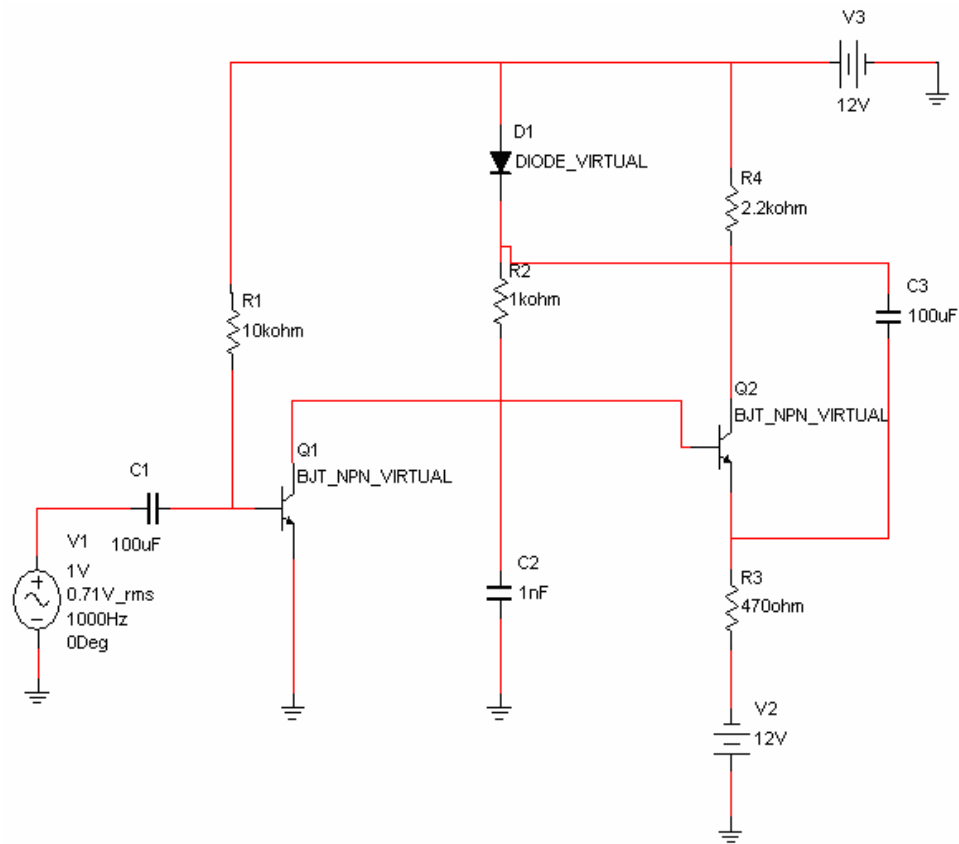 V3
12V
D1
DIODE_VIRTUAL
R4
2.2kohm
R2
1kohm
C3
100uF
R1
10kohm
Q2
BJT_NPN_VIRTUAL
Q1
BJT_NPN_VIRTUAL
C1
100uF
V1
1V
0.71V_rms
1000Hz
0Deg
C2
1nF
R3
470ohm
V2
12V